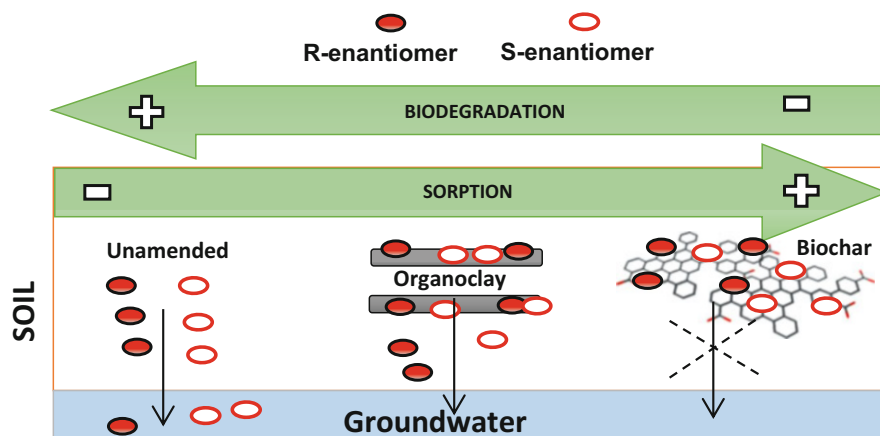 R-enantiomer
S-enantiomer
BIODEGRADATION
SORPTION
Unamended
Organoclay
Biochar
SOIL
Groundwater